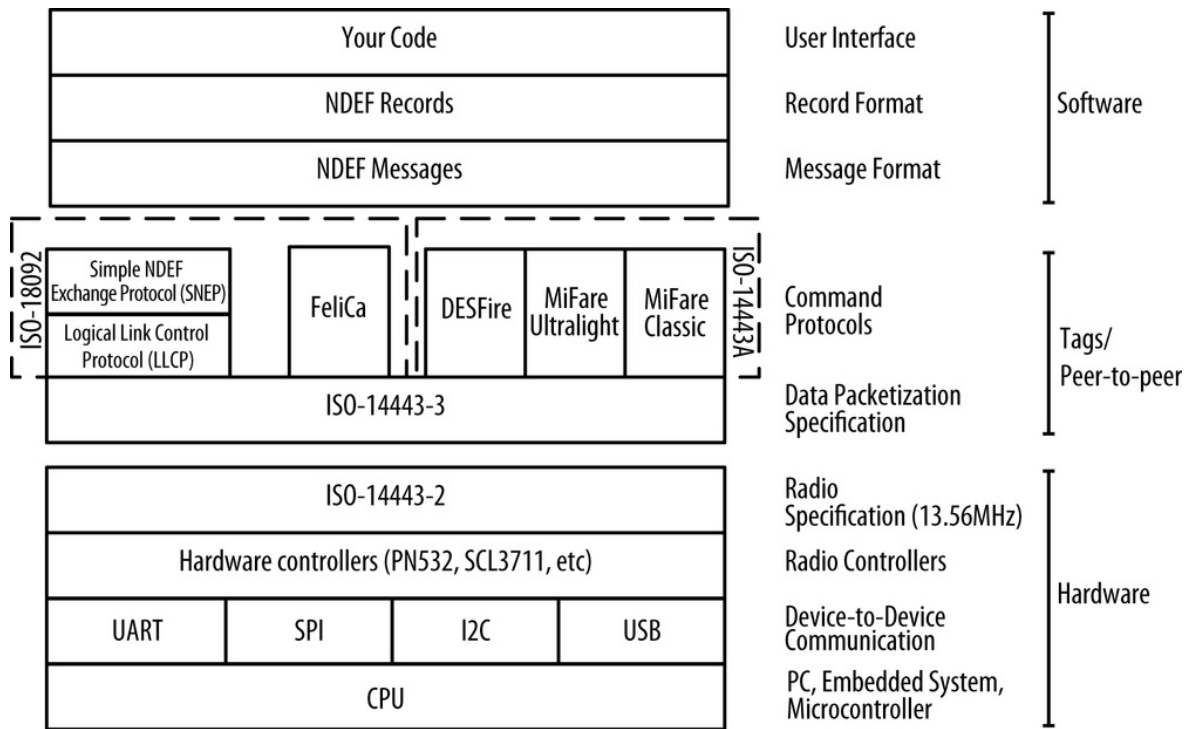 Your Code
User Interface
NDEF Records
Record Format
Software
NDEF Messages
Message Format
ISO-18092
Simple NDEF
Exchange Protocol (SNEP)
Logical Link Control
Protocol (LLCP)
FeliCa
DESFire
MiFare
Ultralight
MiFare
Classic
ISO-14443A
Command
Protocols
Tags/
Peer-to-peer
ISO-14443-3
Data Packetization
Specification
ISO-14443-2
Radio
Specification (13.56MHz)
Hardware controllers (PN532, SCL3711, etc)
Radio Controllers
Hardware
UART
SPI
I2C
USB
Device-to-Device
Communication
CPU
PC, Embedded System,
Microcontroller